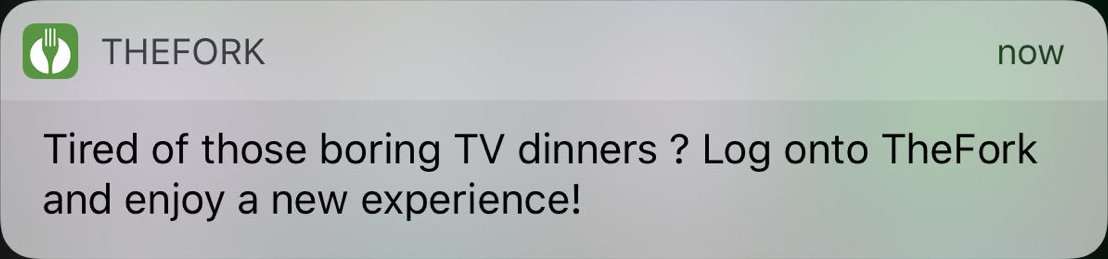 THEFORK
now
Tired of those boring TV dinners ? Log onto TheFork
and enjoy a new experience!